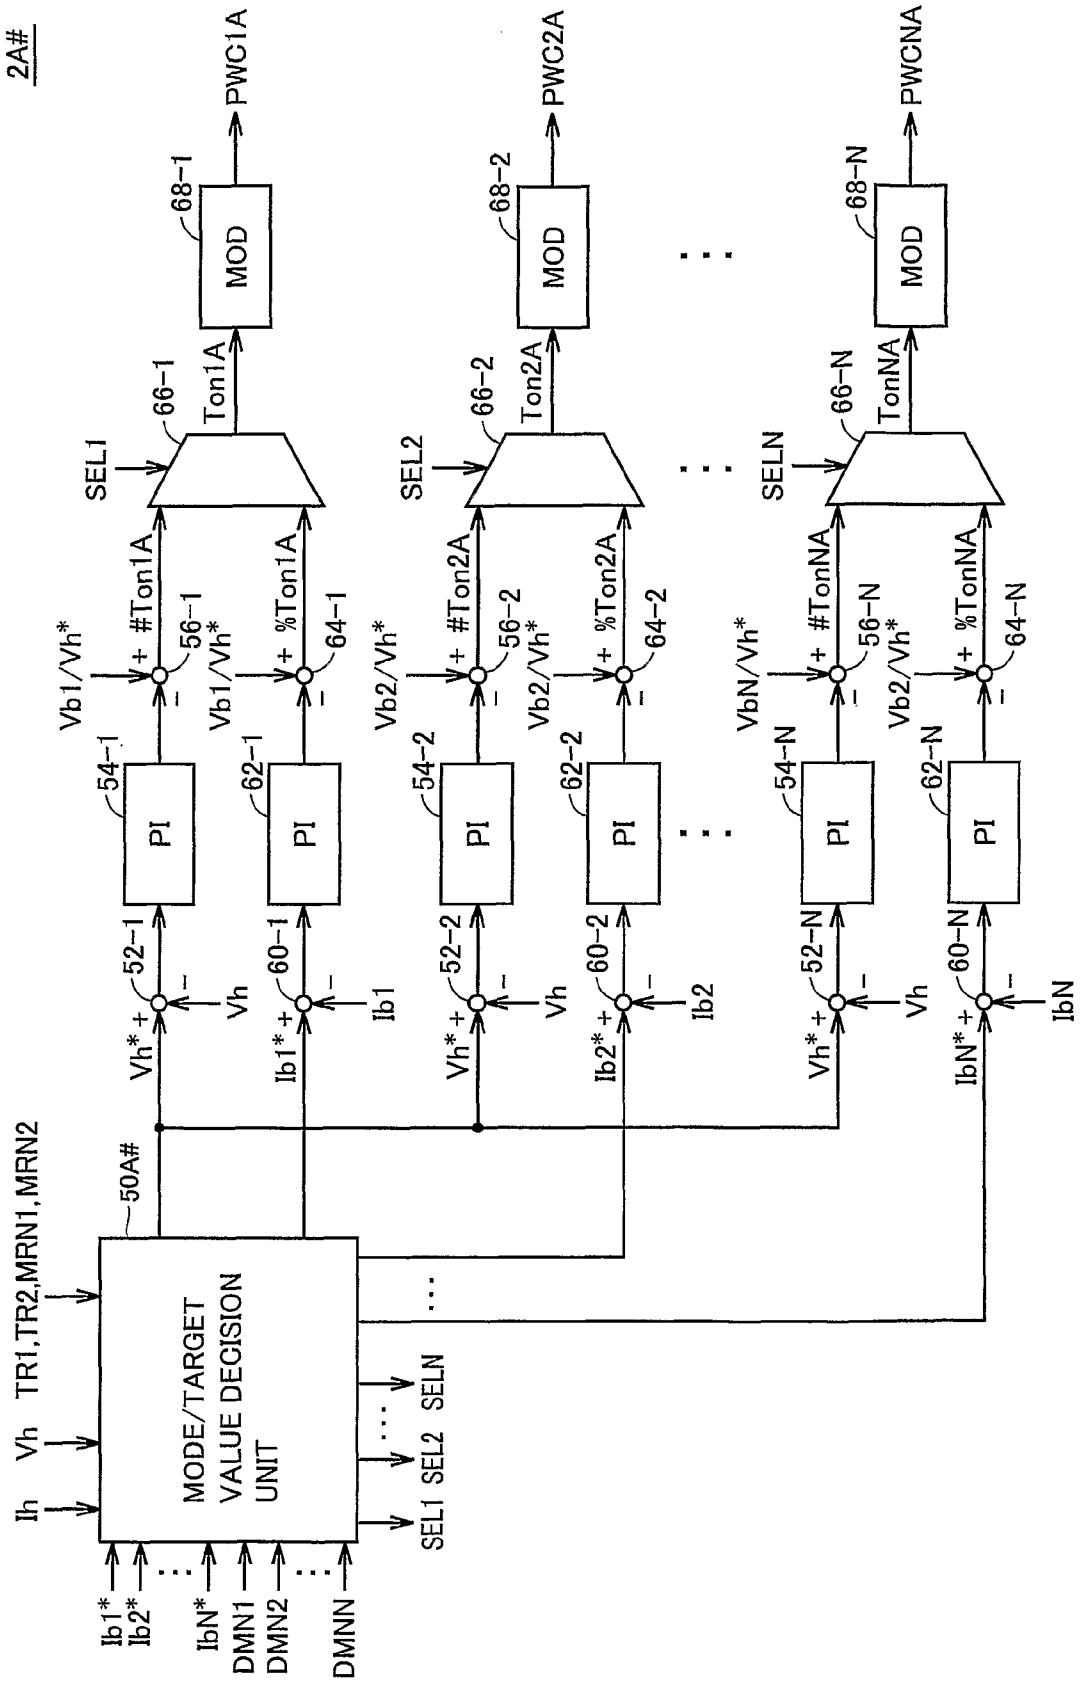 2A#
Ih
Vh
TR1,TR2,MRN1,MRN2
Ib1*
Ib2*
IbN*
DMN1
DMN2
DMNN
50A#
MODE/TARGET
VALUE DECISION
UNIT
SEL1
SEL2
SELN
Vh*
+
−
Vh
52-1
PI
54-1
Vb1/Vh*
+
−
56-1
#Ton1A
Ib1*
+
−
Ib1
60-1
PI
62-1
Vb1/Vh*
+
−
64-1
%Ton1A
SEL1
66-1
Ton1A
MOD
68-1
PWC1A
Vh*
+
−
Vh
52-2
PI
54-2
Vb2/Vh*
+
−
56-2
#Ton2A
Ib2*
+
−
Ib2
60-2
PI
62-2
Vb2/Vh*
+
−
64-2
%Ton2A
SEL2
66-2
Ton2A
MOD
68-2
PWC2A
Vh*
+
−
Vh
52-N
PI
54-N
VbN/Vh*
+
−
56-N
#TonNA
IbN*
+
−
IbN
60-N
PI
62-N
Vb2/Vh*
+
−
64-N
%TonNA
SELN
66-N
TonNA
MOD
68-N
PWCNA